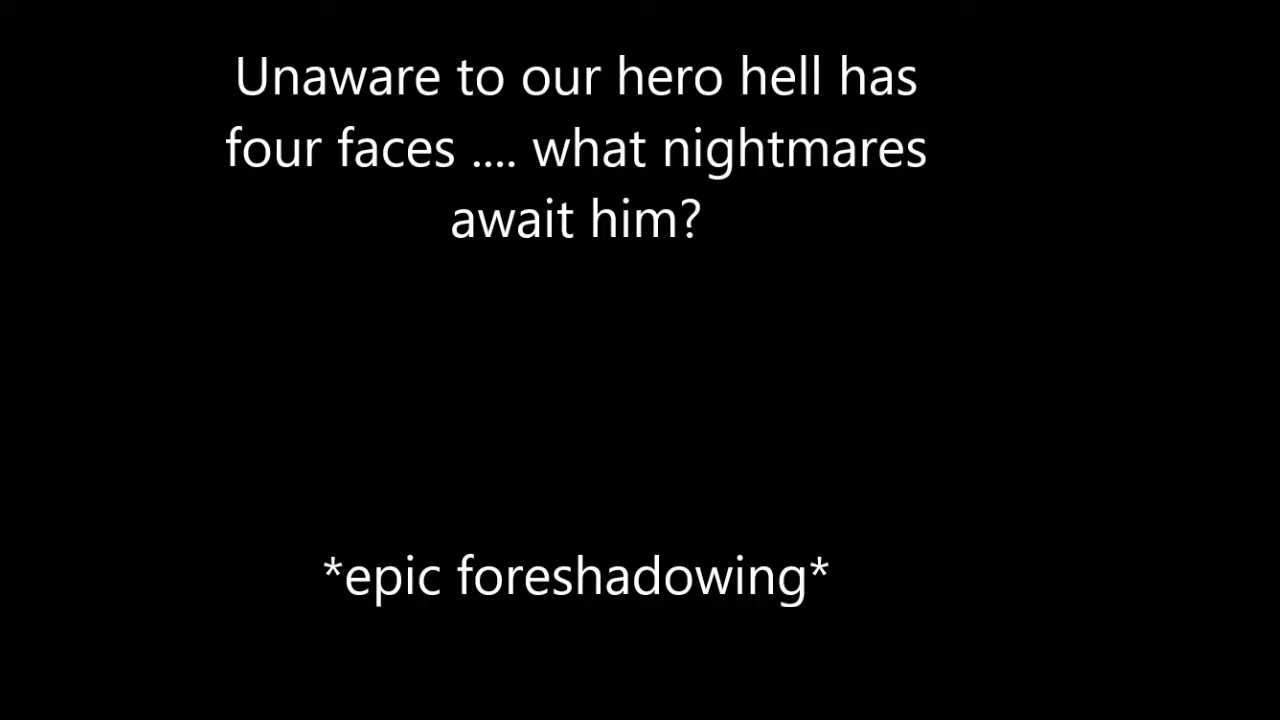 Unaware to our hero hell has
four faces .... what nightmares
await him?
*epic foreshadowing*